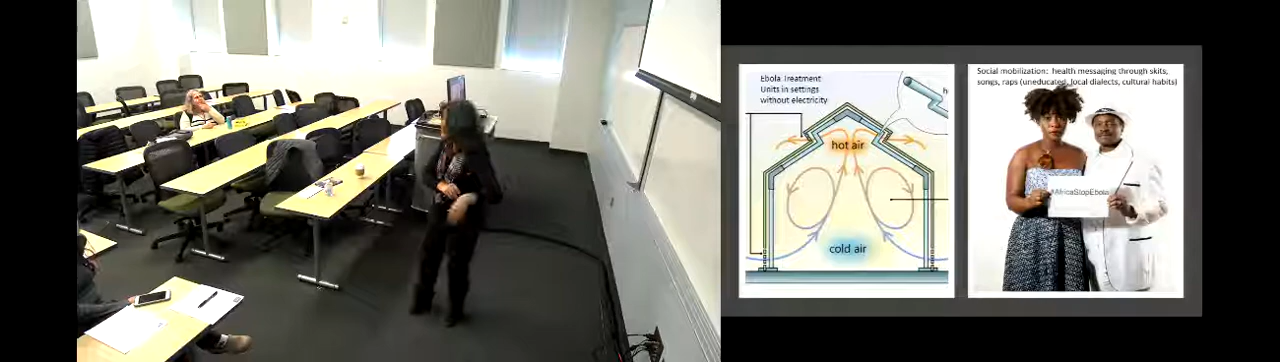 Ebola Treatment
Units in settings
without electricity
hot air
cold air
Social mobilization: health messaging through skits,
songs, raps (uneducated, local dialects, cultural habits)
#AfricaStopEbola